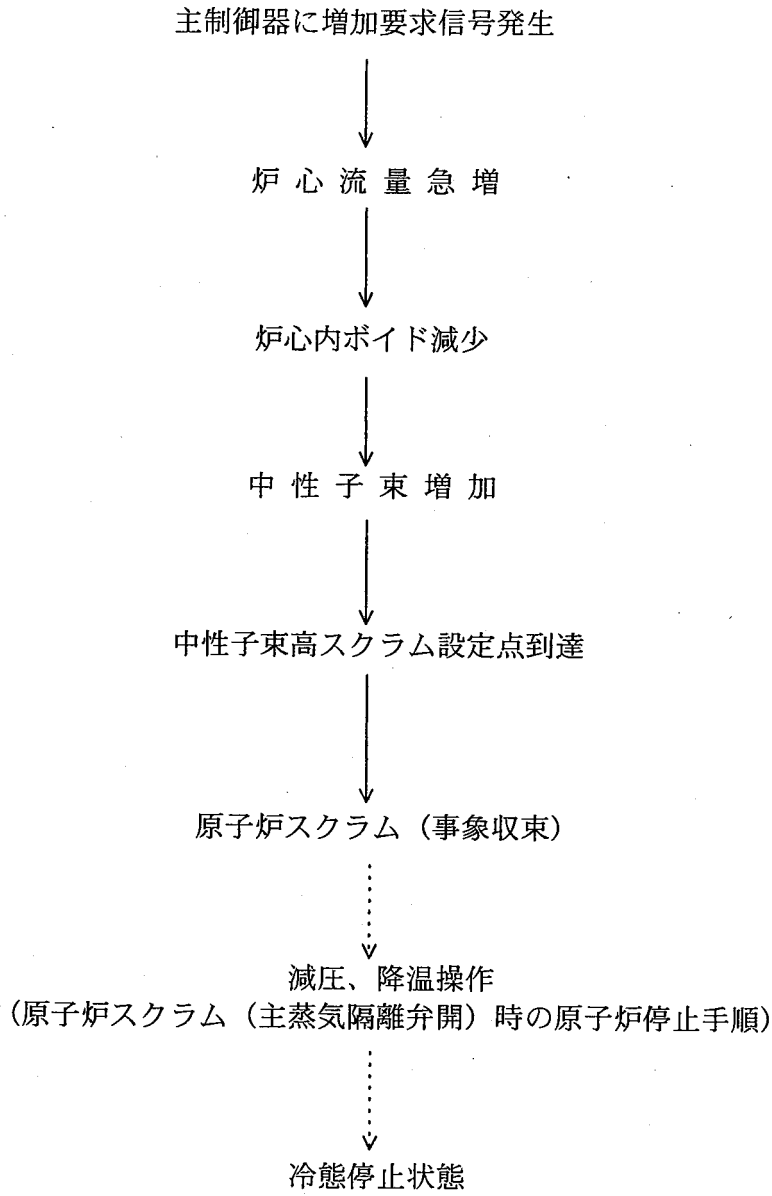 主制御器に増加要求信号発生
炉心流量急増
炉心内ボイド減少
中性子束増加
中性子束高スクラム設定点到達
原子炉スクラム（事象収束）
減圧、降温操作
（原子炉スクラム（主蒸気隔離弁開）時の原子炉停止手順）
冷態停止状態